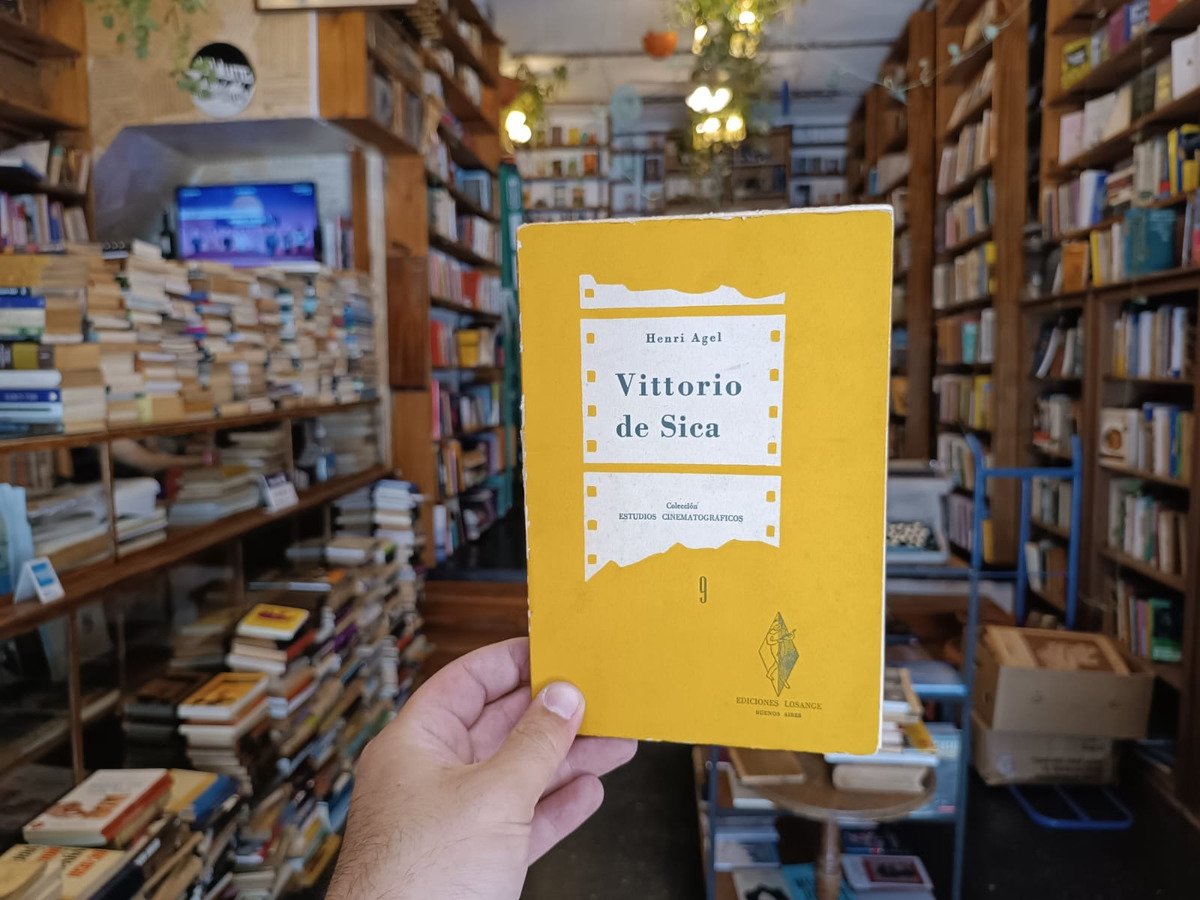 Henri Agel
Vittorio
de Sica
Colección
ESTUDIOS CINEMATOGRÁFICOS
9
EDICIONES LOSANGE
BUENOS AIRES